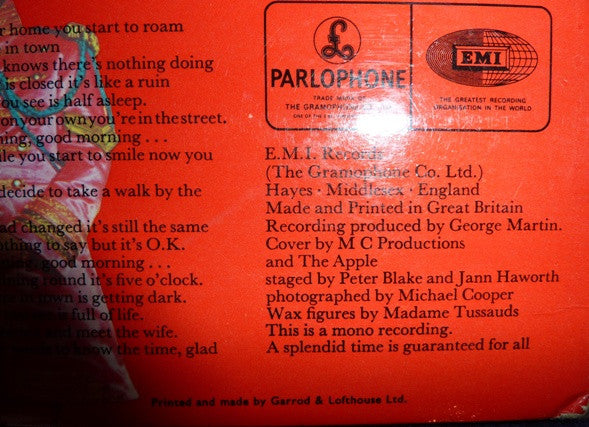 home you start to roam
in town
knows there's nothing doing
is closed it's like a ruin
you see is half asleep.
on your own you're in the street.
good morning . . .
you start to smile now you
decide to take a walk by the
changed it's still the same
to say but it's O.K.
good morning . . .
round it's five o'clock.
in town is getting dark.
is full of life.
and meet the wife.
to know the time, glad
£
PARLOPHONE
TRADE MARK OF
THE GRAMOPHONE
EMI
THE GREATEST RECORDING
ORGANISATION IN THE WORLD
E.M.I. Records
(The Gramophone Co. Ltd.)
Hayes · Middlesex · England
Made and Printed in Great Britain
Recording produced by George Martin.
Cover by M C Productions
and The Apple
staged by Peter Blake and Jann Haworth
photographed by Michael Cooper
Wax figures by Madame Tussauds
This is a mono recording.
A splendid time is guaranteed for all
Printed and made by Garrod & Lofthouse Ltd.